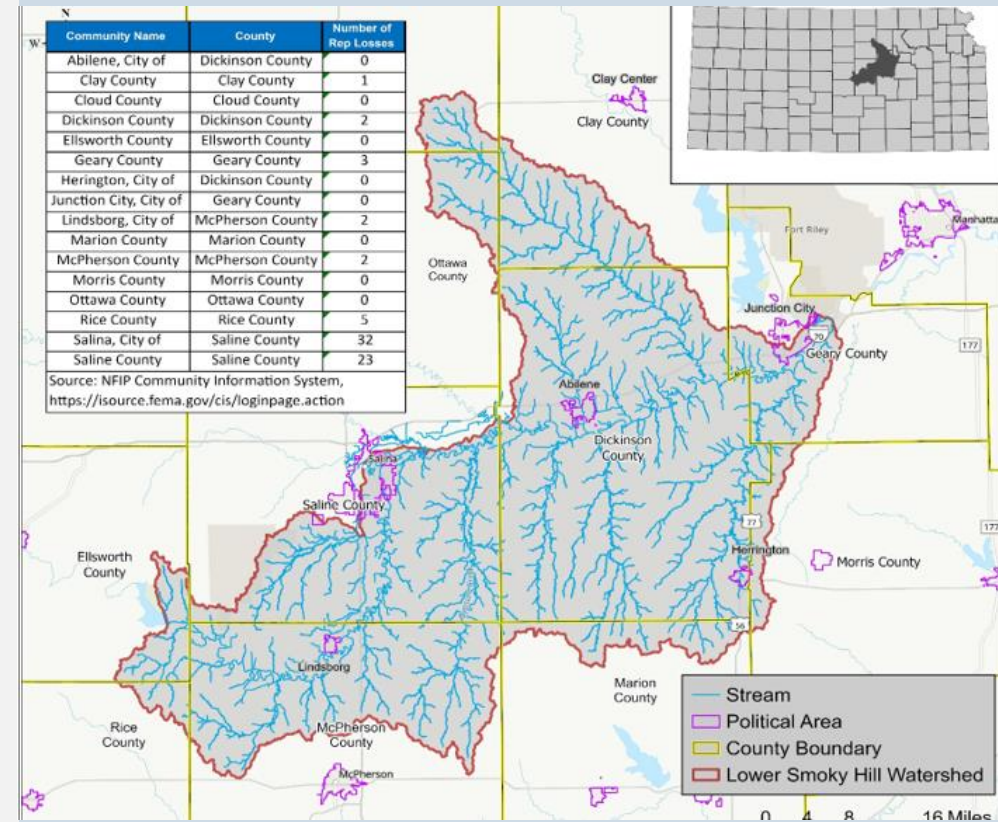 N
W
Community Name County Number of Rep Losses
Abilene, City of Dickinson County 0
Clay County Clay County 1
Cloud County Cloud County 0
Dickinson County Dickinson County 2
Ellsworth County Ellsworth County 0
Geary County Geary County 3
Herington, City of Dickinson County 0
Junction City, City of Geary County 0
Lindsborg, City of McPherson County 2
Marion County Marion County 0
McPherson County McPherson County 2
Morris County Morris County 0
Ottawa County Ottawa County 0
Rice County Rice County 5
Salina, City of Saline County 32
Saline County Saline County 23
Source: NFIP Community Information System,
https://isource.fema.gov/cis/loginpage.action
Clay Center
Clay County
Manhatta
Fort Riley
Ottawa
County
Junction City
70
177
Geary County
Abilene
Dickinson
County
Salina
Saline County
77
177
Herrington
Morris County
Ellsworth
County
56
Lindsborg
Marion
County
Rice
County
McPherson
County
McPherson
Stream
Political Area
County Boundary
Lower Smoky Hill Watershed
0 4 8 16 Miles